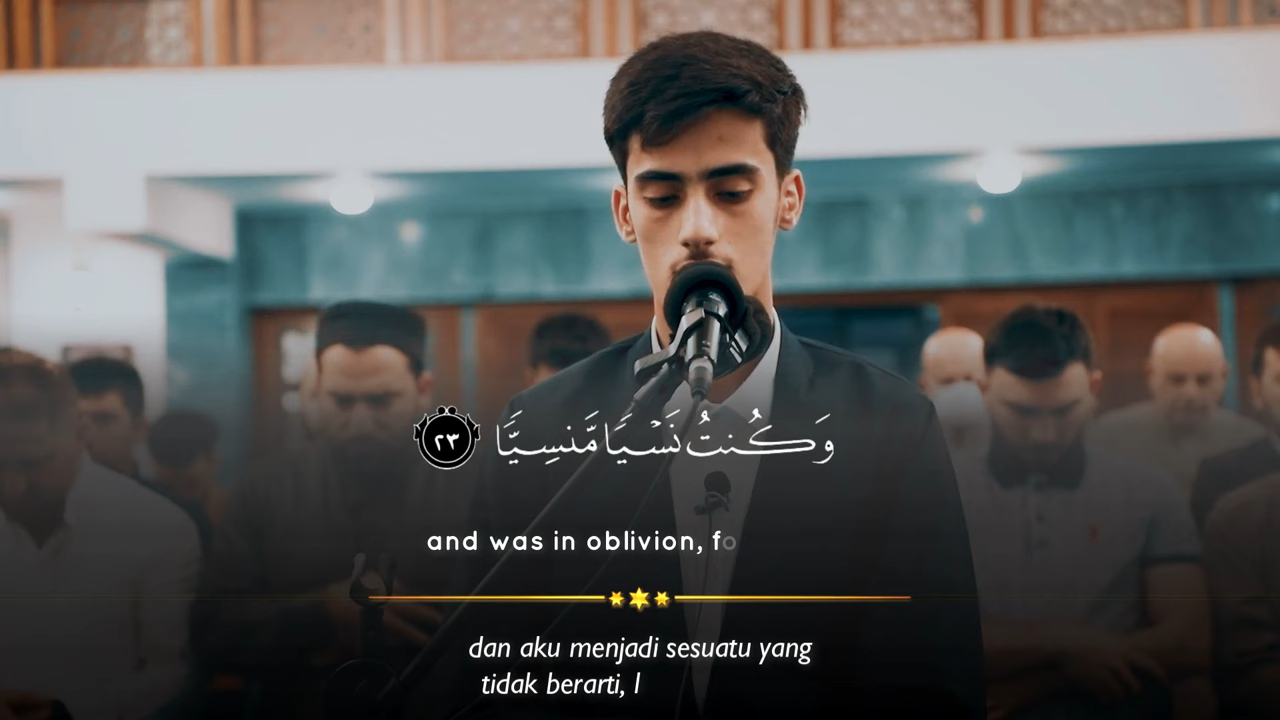 وَكُنتُ نَسْيًا مَّنسِيًّا ٢٣
and was in oblivion, fo
dan aku menjadi sesuatu yang
tidak berarti, l